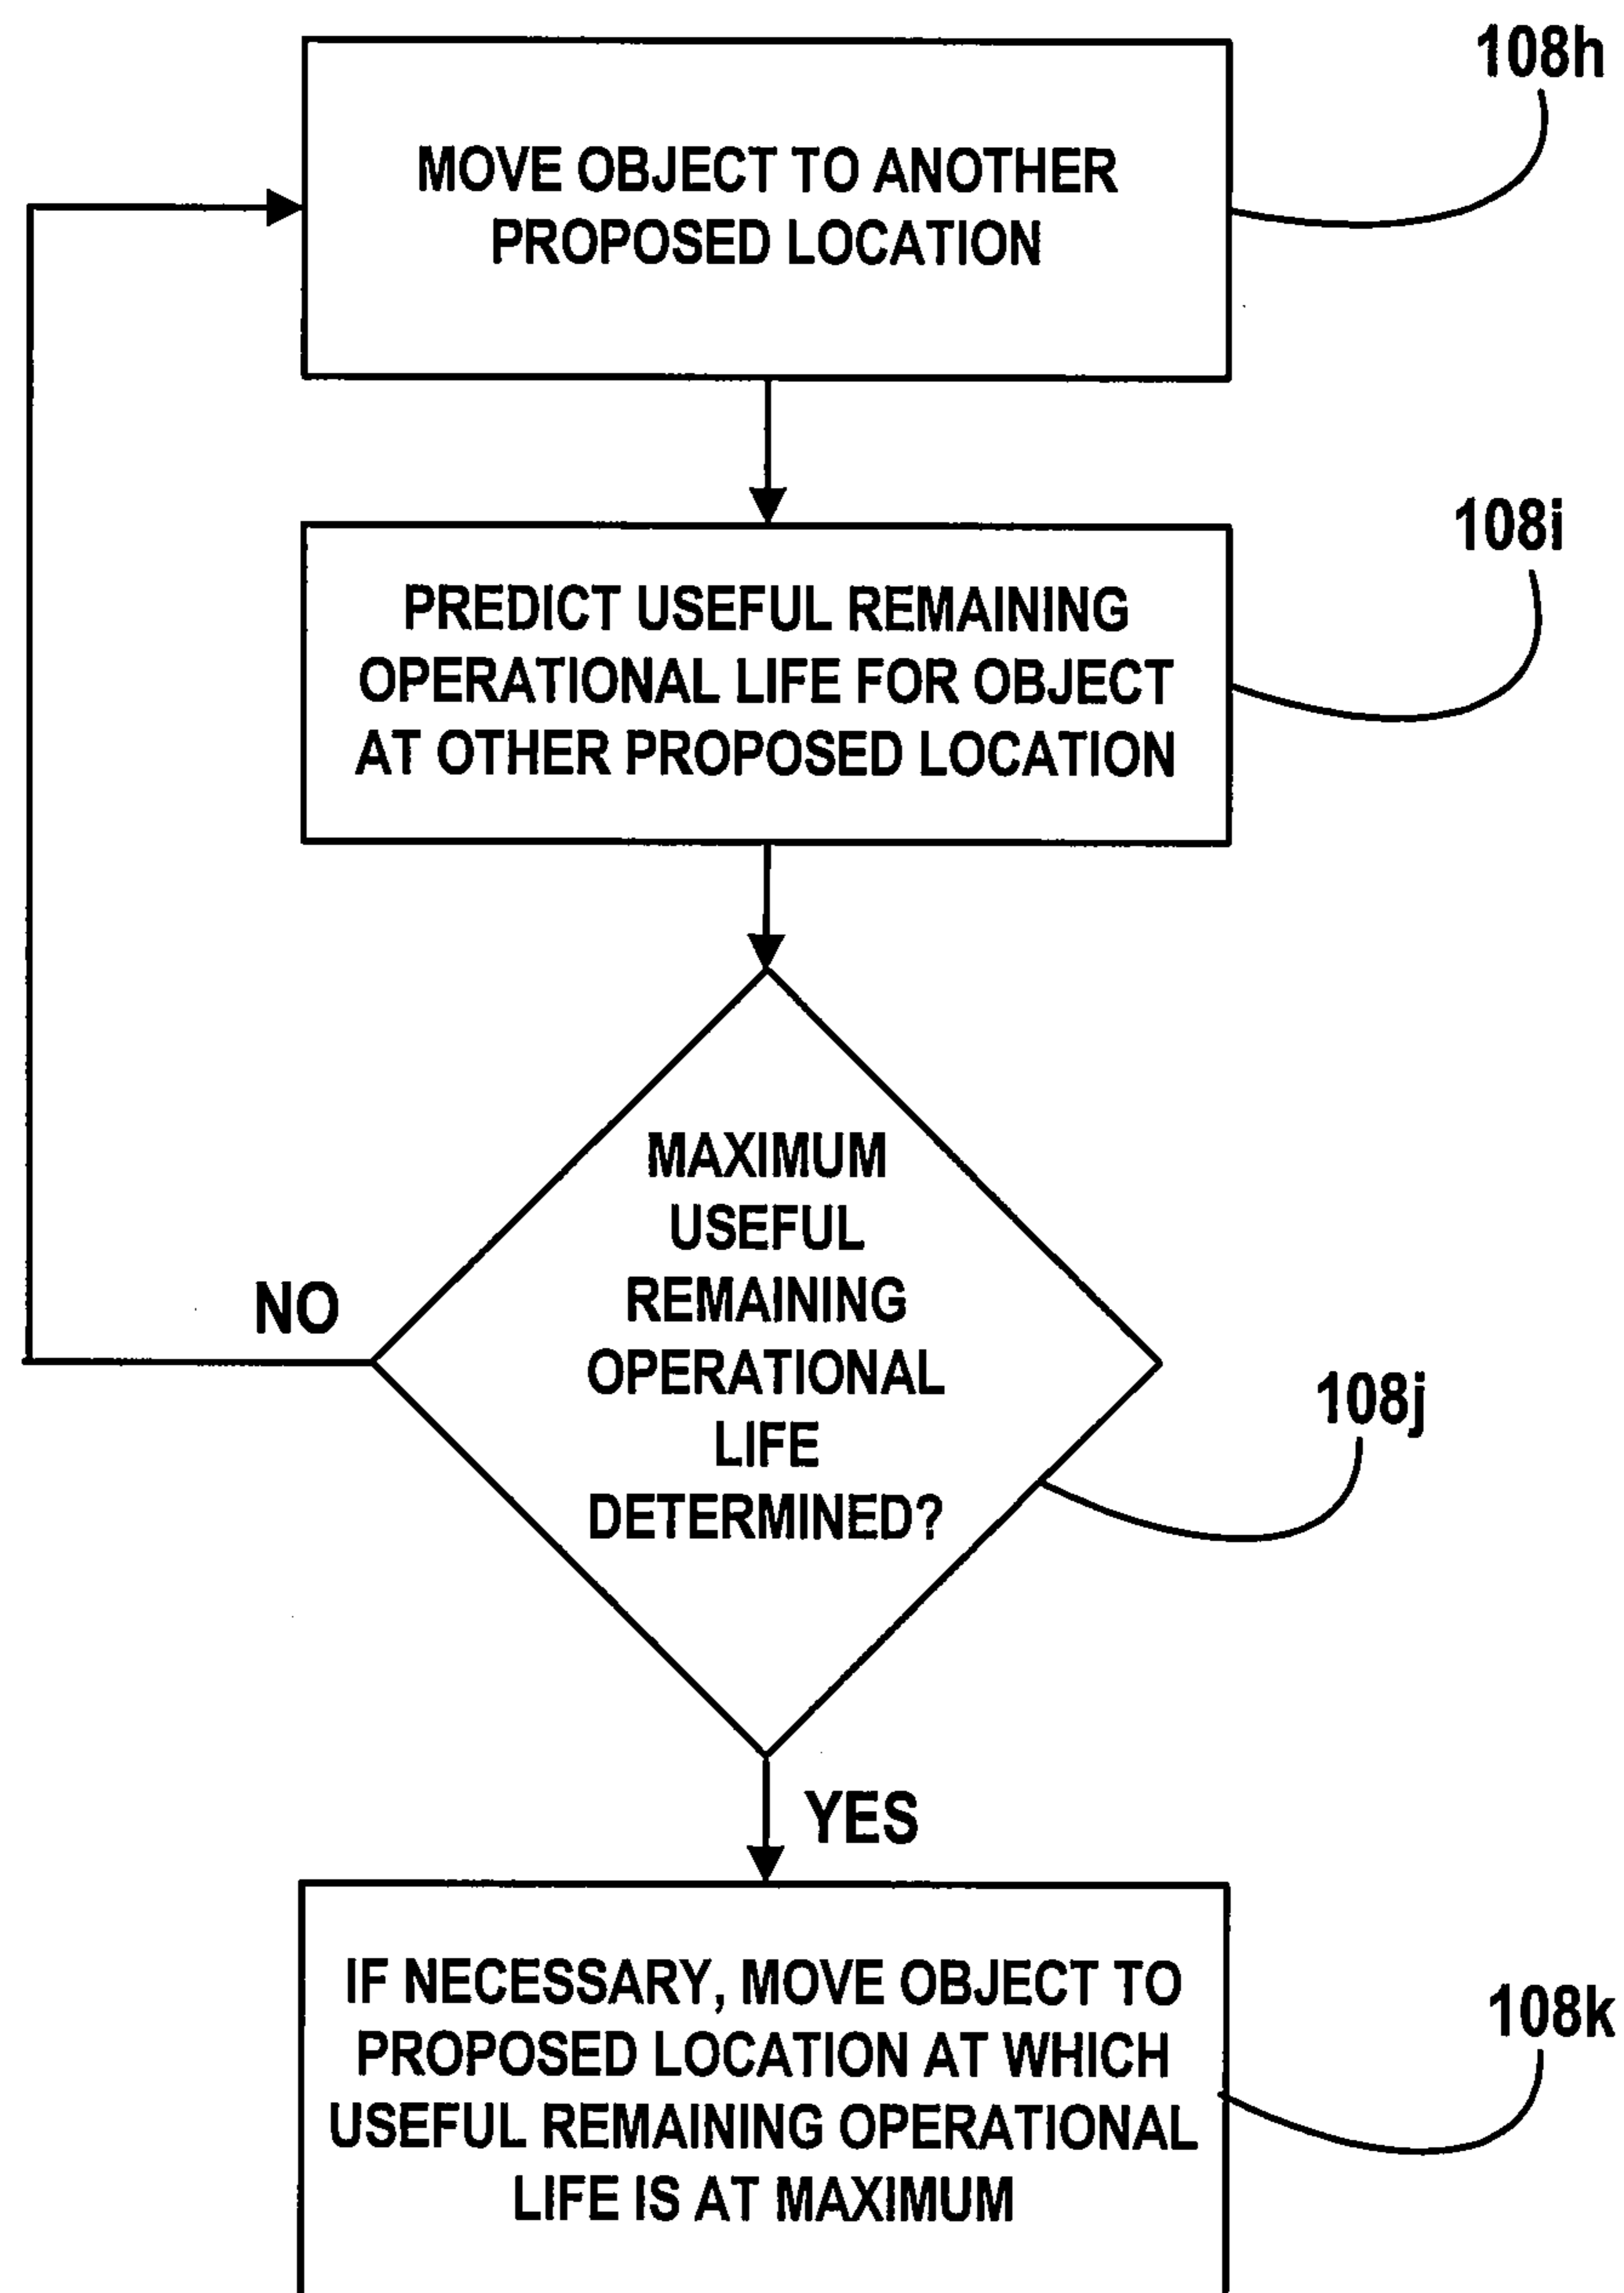 108h
MOVE OBJECT TO ANOTHER
PROPOSED LOCATION
108i
PREDICT USEFUL REMAINING
OPERATIONAL LIFE FOR OBJECT
AT OTHER PROPOSED LOCATION
MAXIMUM
USEFUL
REMAINING
OPERATIONAL
LIFE
DETERMINED?
NO
108j
YES
IF NECESSARY, MOVE OBJECT TO
PROPOSED LOCATION AT WHICH
USEFUL REMAINING OPERATIONAL
LIFE IS AT MAXIMUM
108k